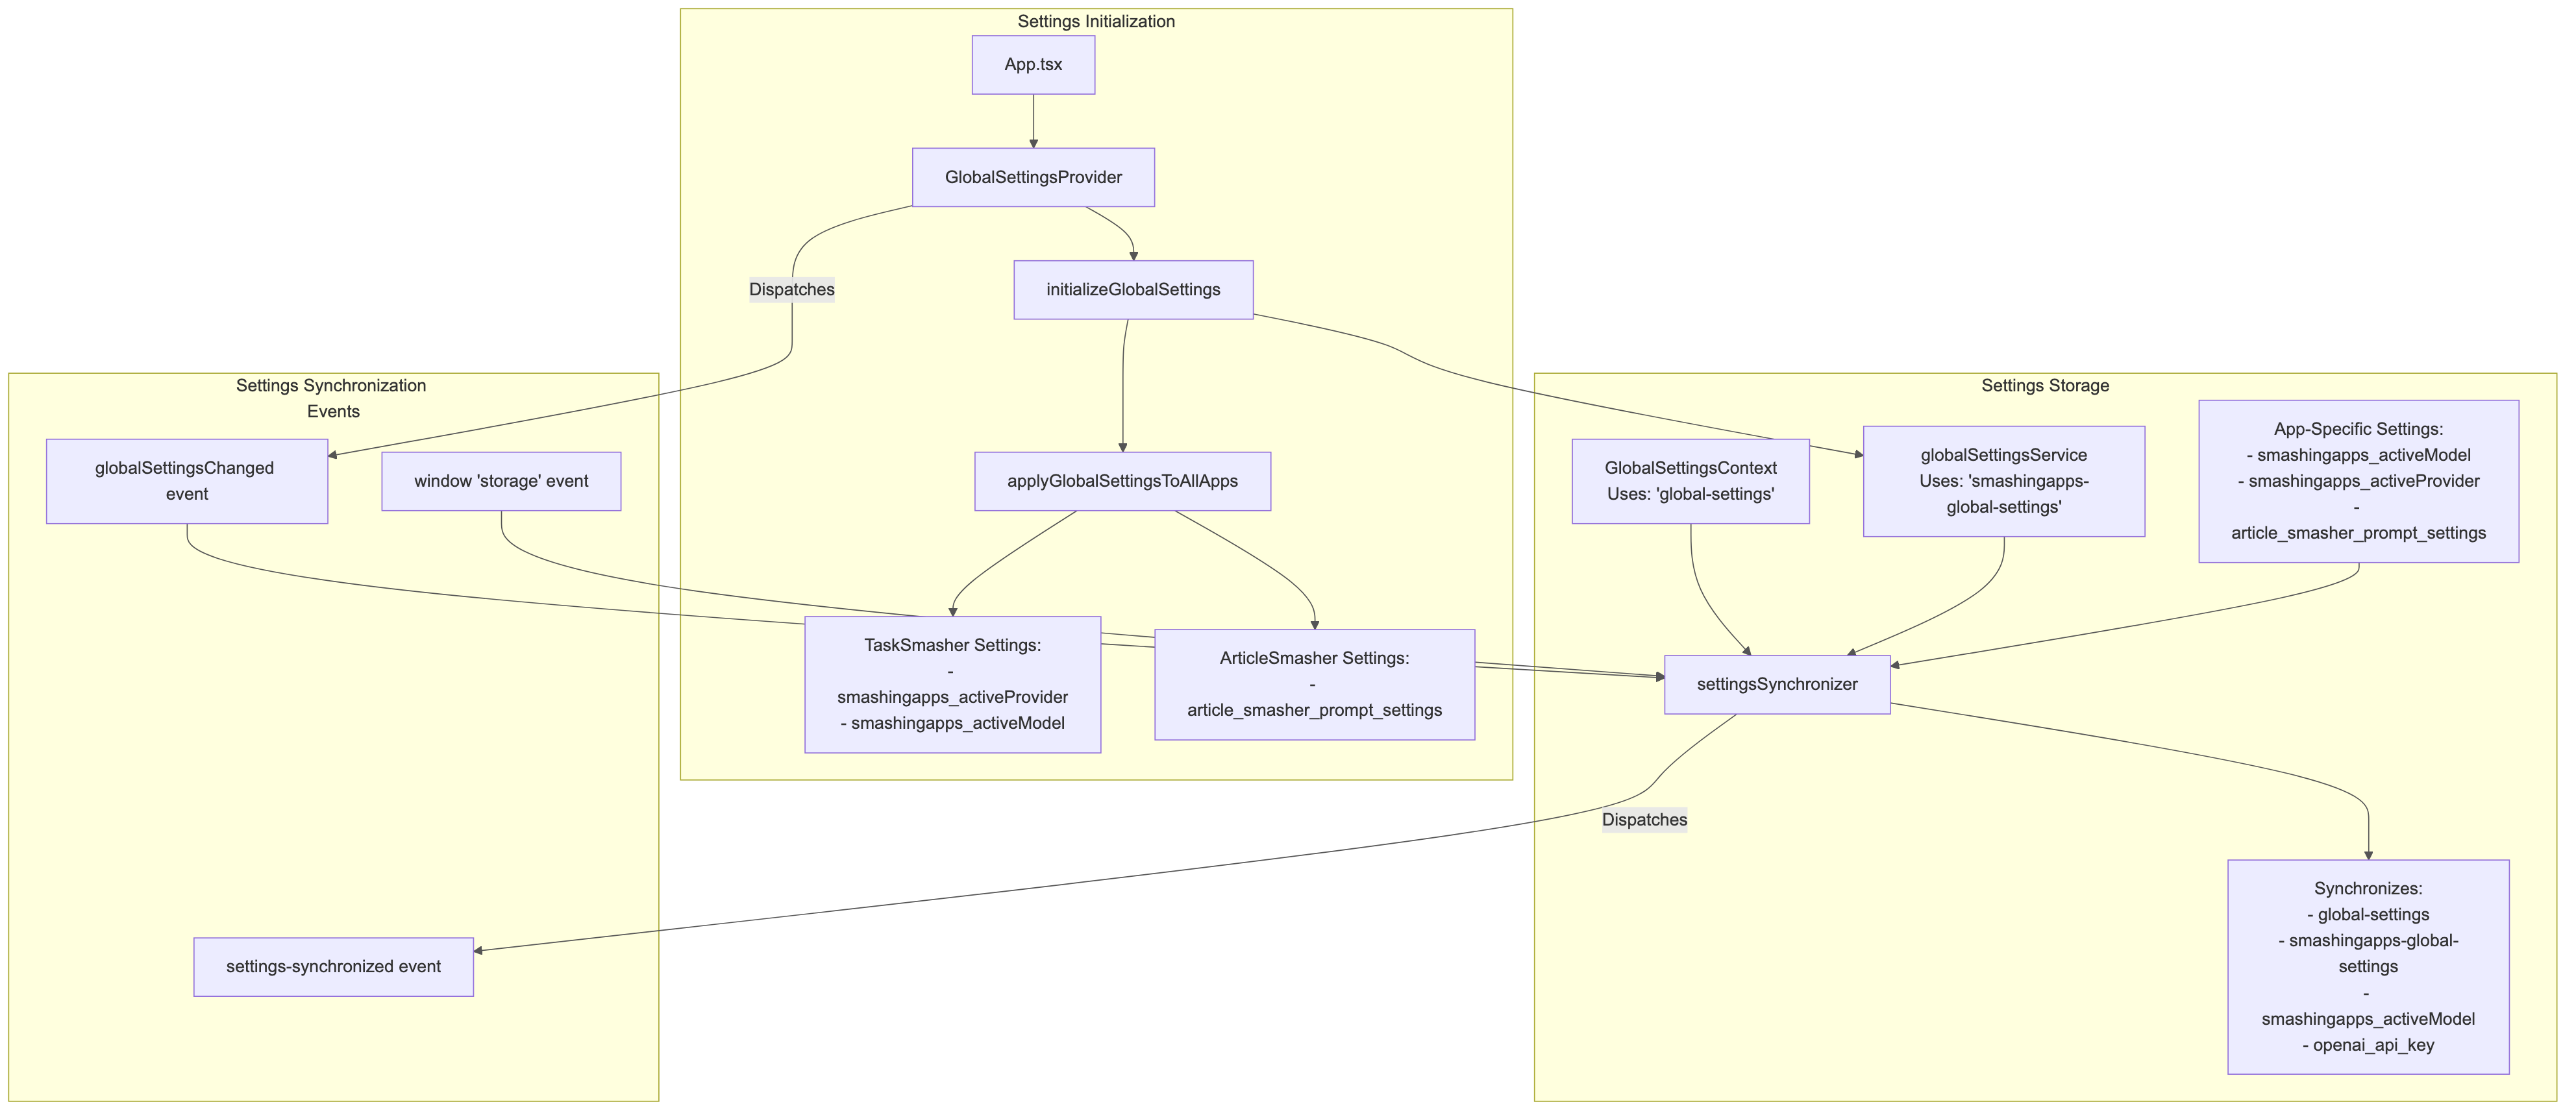 Settings Initialization
App.tsx
GlobalSettingsProvider
Dispatches
initializeGlobalSettings
applyGlobalSettingsToAllApps
TaskSmasher Settings:
-
smashingapps_activeProvider
- smashingapps_activeModel
ArticleSmasher Settings:
-
article_smasher_prompt_settings
Settings Synchronization
Events
globalSettingsChanged
event
window 'storage' event
settings-synchronized event
Settings Storage
GlobalSettingsContext
Uses: 'global-settings'
globalSettingsService
Uses: 'smashingapps-
global-settings'
App-Specific Settings:
- smashingapps_activeModel
- smashingapps_activeProvider
-
article_smasher_prompt_settings
settingsSynchronizer
Dispatches
Synchronizes:
- global-settings
- smashingapps-global-
settings
-
smashingapps_activeModel
- openai_api_key